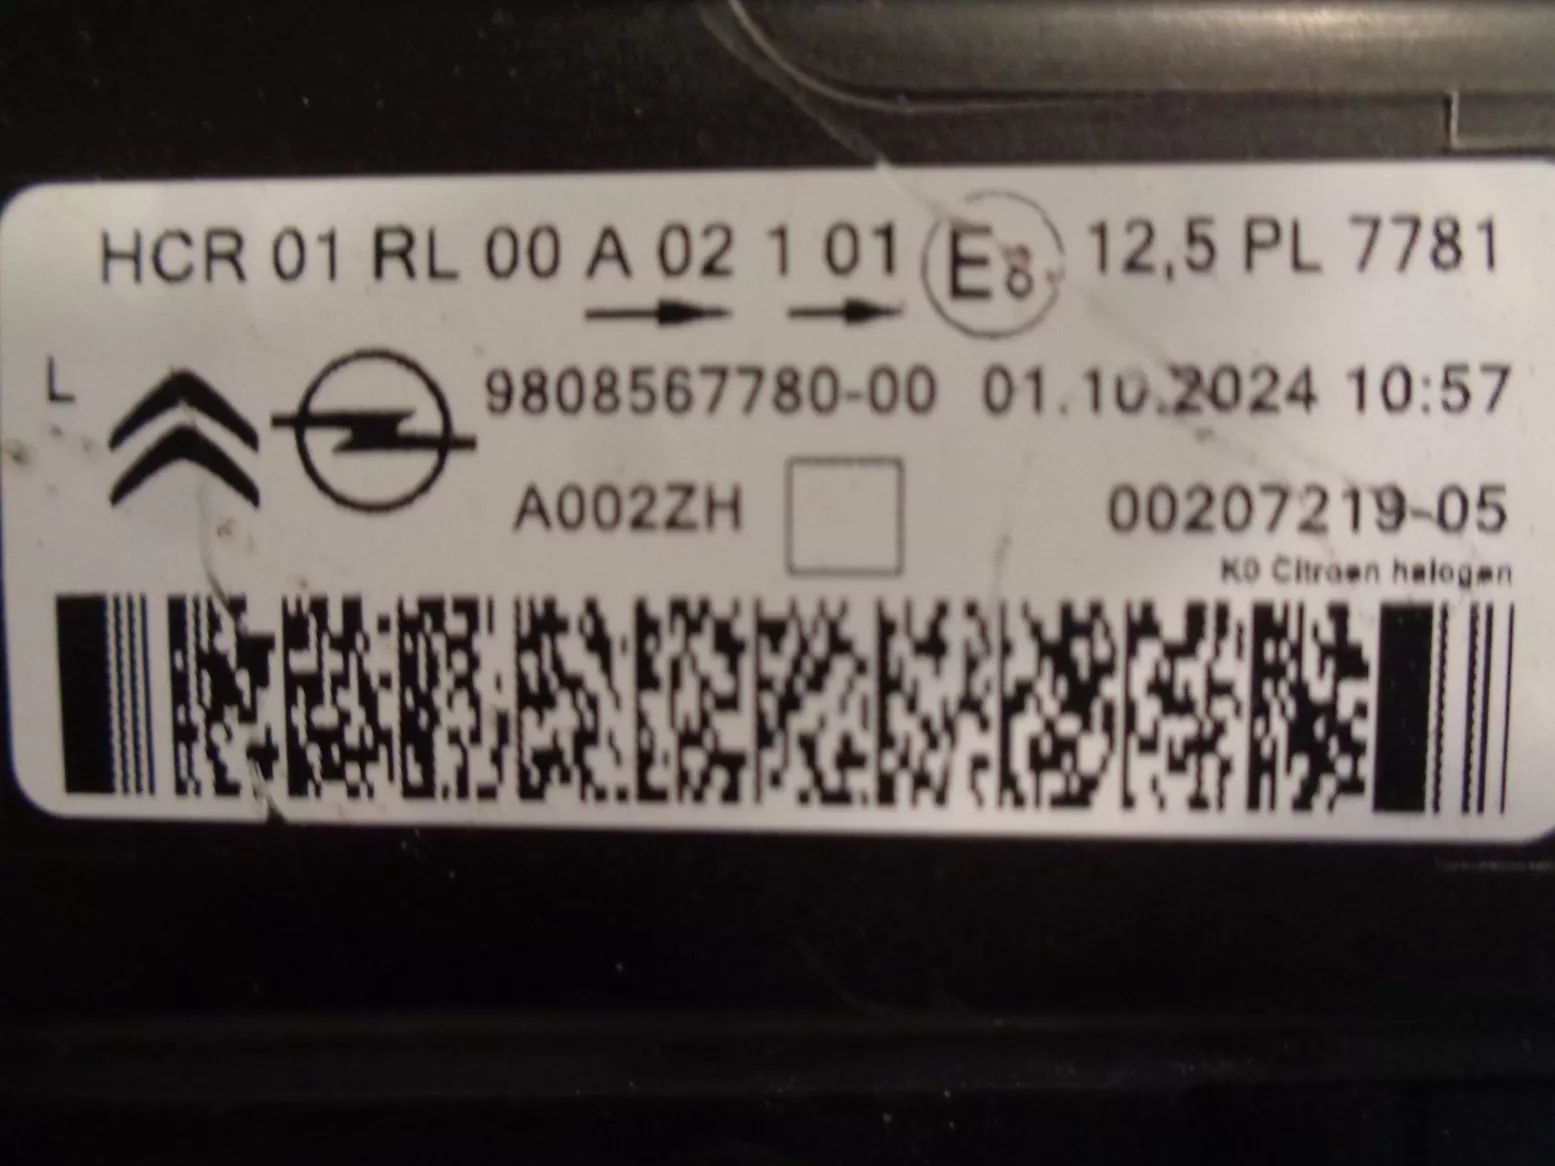 HCR 01 RL 00 A 02 1 01 E8 12,5 PL 7781
L 9808567780-00 01.10.2024 10:57
A002ZH 00207219-05
K0 Citroen halogen